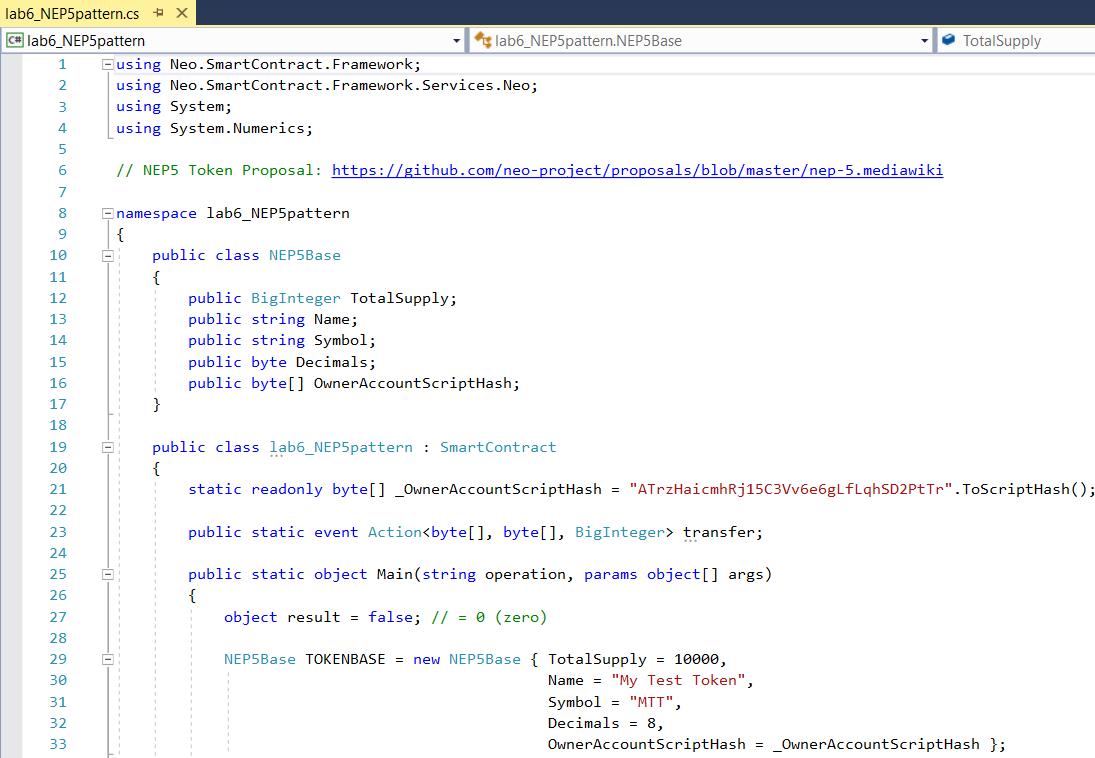 lab6_NEP5pattern.cs
C# lab6_NEP5pattern lab6_NEP5pattern.NEP5Base TotalSupply
1 using Neo.SmartContract.Framework;
2 using Neo.SmartContract.Framework.Services.Neo;
3 using System;
4 using System.Numerics;
5
6 // NEP5 Token Proposal: https://github.com/neo-project/proposals/blob/master/nep-5.mediawiki
7
8 namespace lab6_NEP5pattern
9 {
10 public class NEP5Base
11 {
12 public BigInteger TotalSupply;
13 public string Name;
14 public string Symbol;
15 public byte Decimals;
16 public byte[] OwnerAccountScriptHash;
17 }
18
19 public class lab6_NEP5pattern : SmartContract
20 {
21 static readonly byte[] _OwnerAccountScriptHash = "ATrzHaicmhRj15C3Vv6e6gLfLqhSD2PtTr".ToScriptHash();
22
23 public static event Action<byte[], byte[], BigInteger> transfer;
24
25 public static object Main(string operation, params object[] args)
26 {
27 object result = false; // = 0 (zero)
28
29 NEP5Base TOKENBASE = new NEP5Base { TotalSupply = 10000,
30 Name = "My Test Token",
31 Symbol = "MTT",
32 Decimals = 8,
33 OwnerAccountScriptHash = _OwnerAccountScriptHash };